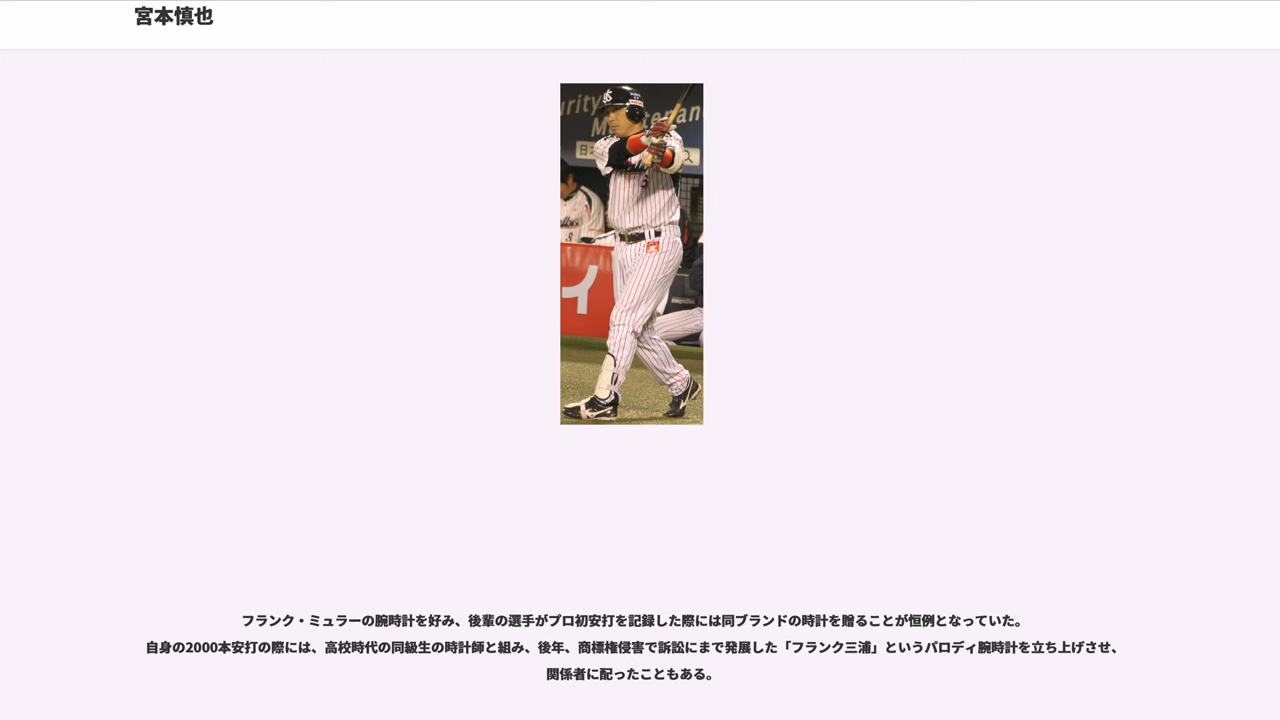 宮本慎也
urity
Maintenanc
日本
イ
5
フランク・ミュラーの腕時計を好み、後輩の選手がプロ初安打を記録した際には同ブランドの時計を贈ることが恒例となっていた。
自身の2000本安打の際には、高校時代の同級生の時計師と組み、後年、商標権侵害で訴訟にまで発展した「フランク三浦」というパロディ腕時計を立ち上げさせ、
関係者に配ったこともある。